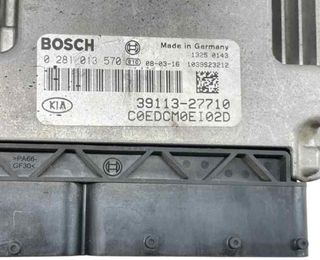 BOSCH
Made in Germany
1325 0143
0 281 013 570 08-03-16 1039S23212
KIA
39113-27710
C0EDCM0EI02D
>PA66-
GF30<